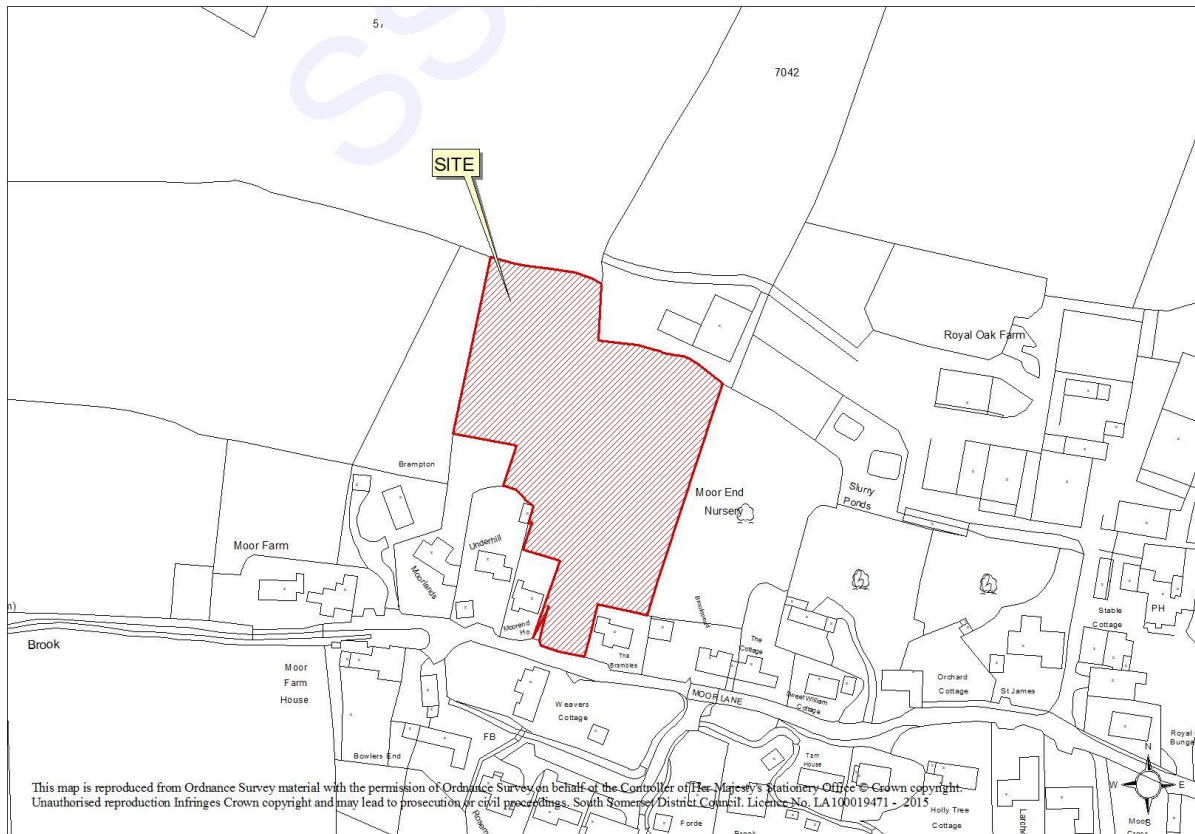 SS
7042
SITE
Royal Oak Farm
Moor End
Nursery
Slurry
Ponds
Brampton
Moor Farm
Underhill
Moorlands
Moorend
Ho
Brook
Moor
Farm
House
The
Brambles
The
Cottage
MOOR LANE
Sweet William
Cottage
Stable
Cottage
PH
Orchard
Cottage
St James
Weavers
Cottage
FB
Bowlers End
Tam
House
Royal
N
W
E
S
Holly Tree
Cottage
Forde
Brook
Moor
This map is reproduced from Ordnance Survey material with the permission of Ordnance Survey on behalf of the Controller of Her Majesty's Stationery Office © Crown copyright.
Unauthorised reproduction Infringes Crown copyright and may lead to prosecution or civil proceedings. South Somerset District Council. Licence No. LA100019471 - 2015